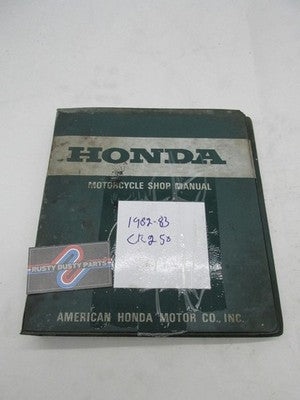 HONDA
MOTORCYCLE SHOP MANUAL
1982-83
CR250
RUSTY DUSTY PARTS
AMERICAN HONDA MOTOR CO., INC.